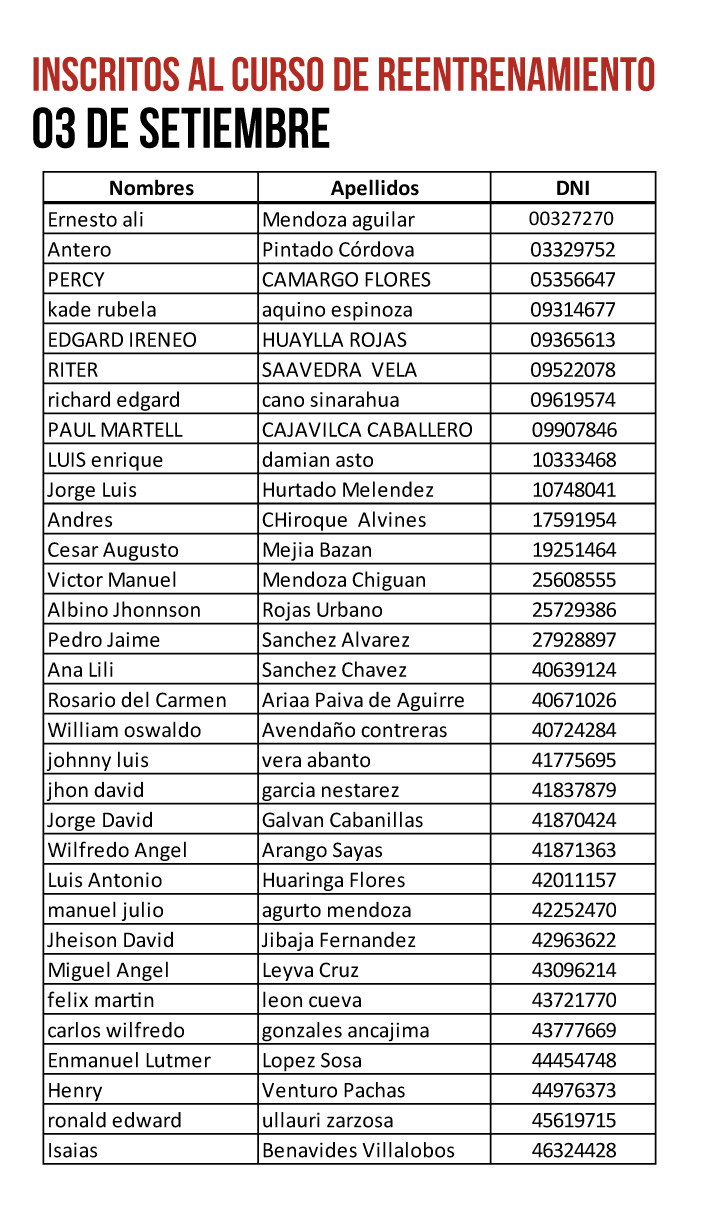 INSCRITOS AL CURSO DE REENTRENAMIENTO
03 DE SETIEMBRE
Nombres Apellidos DNI
Ernesto ali Mendoza aguilar 00327270
Antero Pintado Córdova 03329752
PERCY CAMARGO FLORES 05356647
kade rubela aquino espinoza 09314677
EDGARD IRENEO HUAYLLA ROJAS 09365613
RITER SAAVEDRA  VELA 09522078
richard edgard cano sinarahua 09619574
PAUL MARTELL CAJAVILCA CABALLERO 09907846
LUIS enrique damian asto 10333468
Jorge Luis Hurtado Melendez 10748041
Andres CHiroque  Alvines 17591954
Cesar Augusto Mejia Bazan 19251464
Victor Manuel Mendoza Chiguan 25608555
Albino Jhonnson Rojas Urbano 25729386
Pedro Jaime Sanchez Alvarez 27928897
Ana Lili Sanchez Chavez 40639124
Rosario del Carmen Ariaa Paiva de Aguirre 40671026
William oswaldo Avendaño contreras 40724284
johnny luis vera abanto 41775695
jhon david garcia nestarez 41837879
Jorge David Galvan Cabanillas 41870424
Wilfredo Angel Arango Sayas 41871363
Luis Antonio Huaringa Flores 42011157
manuel julio agurto mendoza 42252470
Jheison David Jibaja Fernandez 42963622
Miguel Angel Leyva Cruz 43096214
felix martin leon cueva 43721770
carlos wilfredo gonzales ancajima 43777669
Enmanuel Lutmer Lopez Sosa 44454748
Henry Venturo Pachas 44976373
ronald edward ullauri zarzosa 45619715
Isaias Benavides Villalobos 46324428